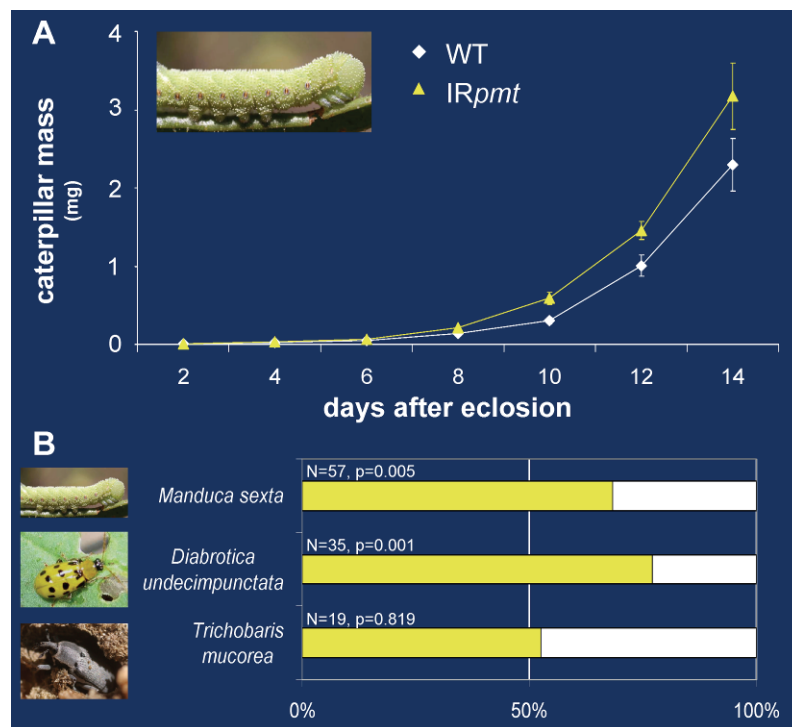 A
4
3
2
1
0
caterpillar mass
(mg)
WT
IRpmt
2 4 6 8 10 12 14
days after eclosion
B
N=57, p=0.005
Manduca sexta
N=35, p=0.001
Diabrotica
undecimpunctata
N=19, p=0.819
Trichobaris
mucorea
0% 50% 100%